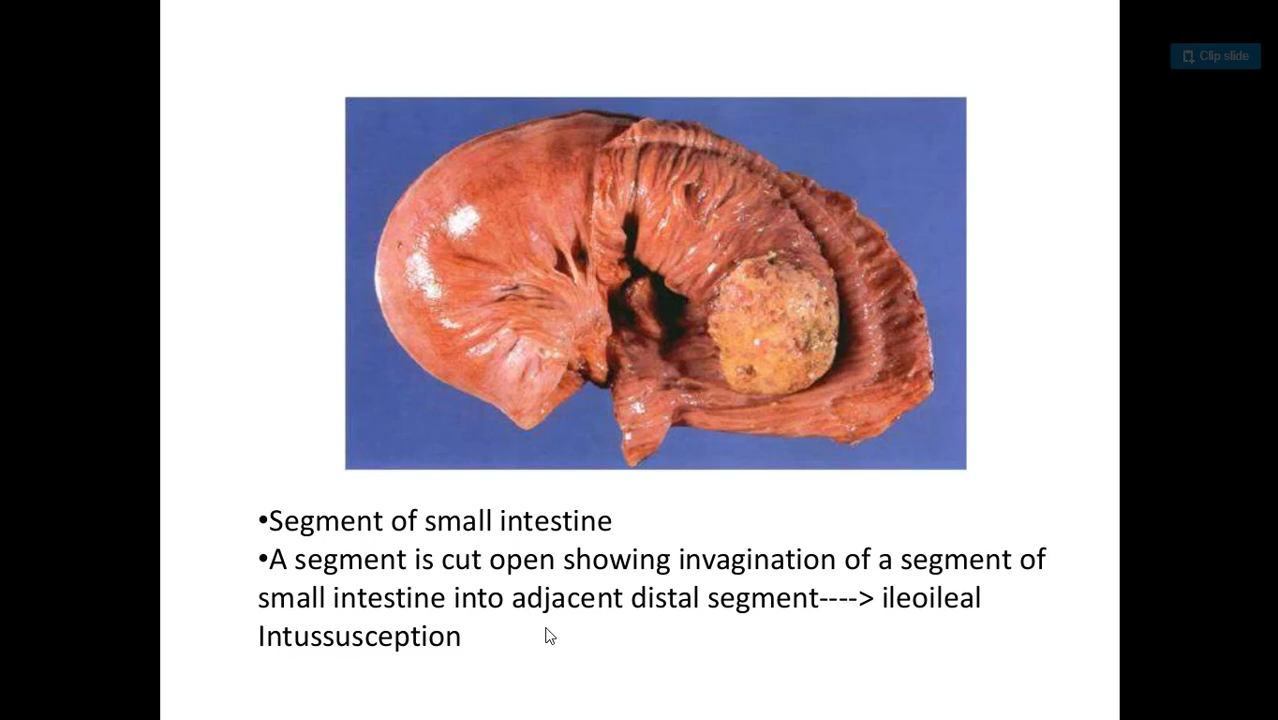 Clip slide
•Segment of small intestine
•A segment is cut open showing invagination of a segment of
small intestine into adjacent distal segment----> ileoileal
Intussusception